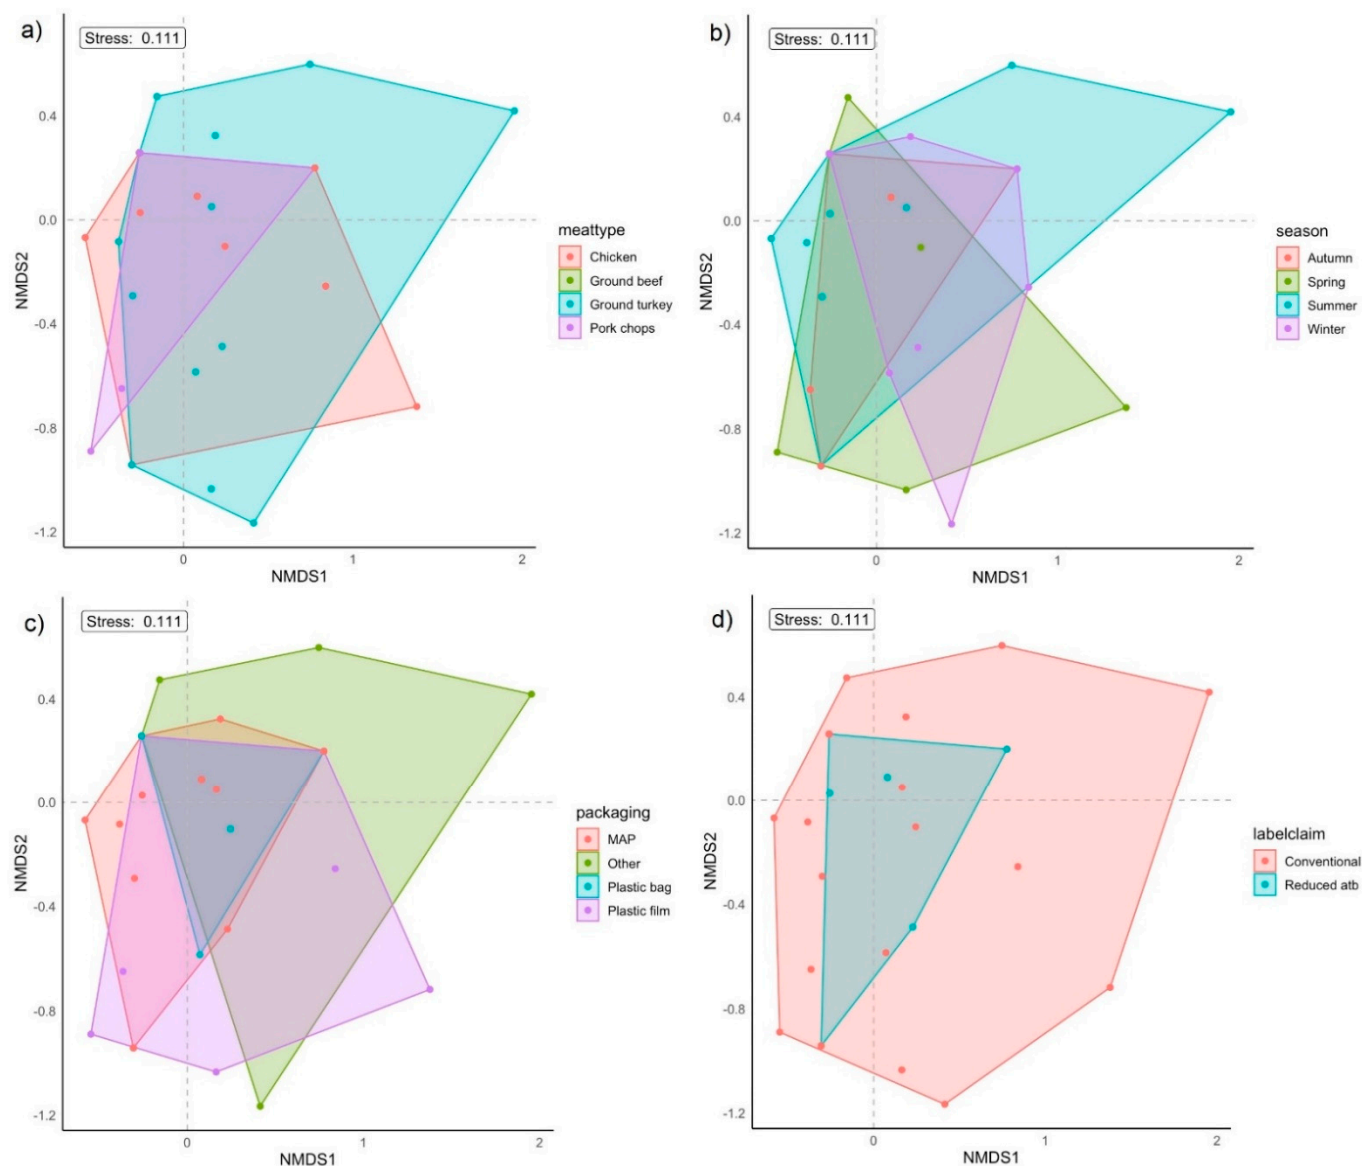 a)
Stress: 0.111
0.4
0.0
-0.4
-0.8
-1.2
NMDS2
0
1
2
NMDS1
meattype
Chicken
Ground beef
Ground turkey
Pork chops
b)
Stress: 0.111
0.4
0.0
-0.4
-0.8
-1.2
NMDS2
0
1
2
NMDS1
season
Autumn
Spring
Summer
Winter
c)
Stress: 0.111
0.4
0.0
-0.4
-0.8
-1.2
NMDS2
0
1
2
NMDS1
packaging
MAP
Other
Plastic bag
Plastic film
d)
Stress: 0.111
0.4
0.0
-0.4
-0.8
-1.2
NMDS2
0
1
2
NMDS1
labelclaim
Conventional
Reduced atb